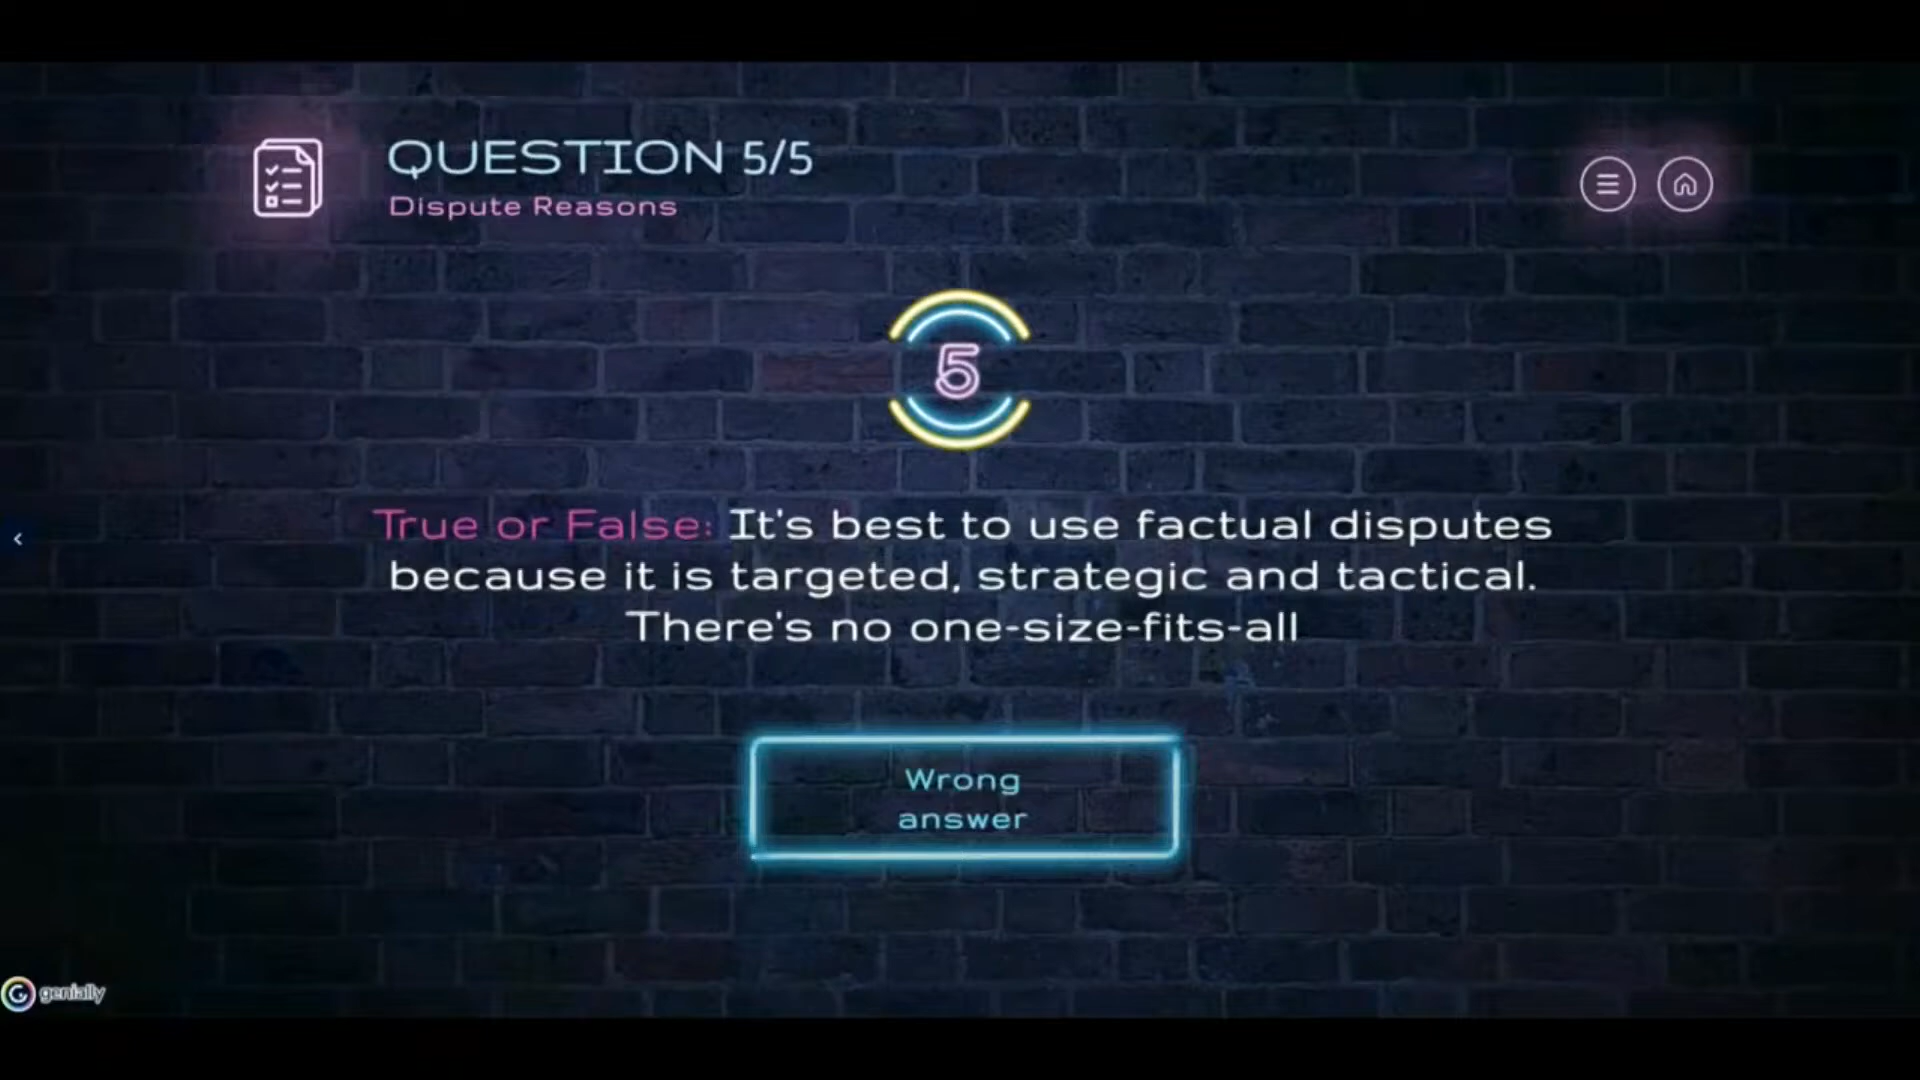 QUESTION 5/5
Dispute Reasons
5
True or False: It's best to use factual disputes
because it is targeted, strategic and tactical.
There's no one-size-fits-all
Wrong
answer
genially